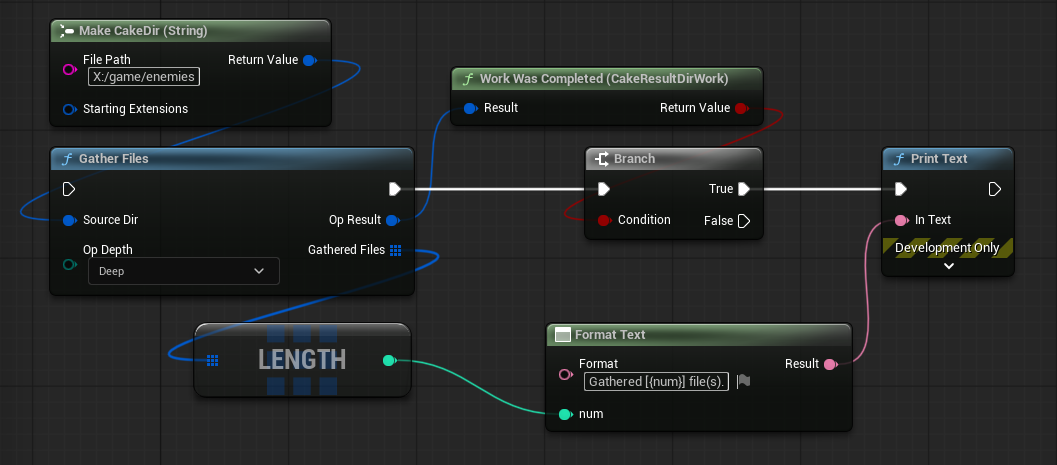 Make CakeDir (String)
File Path
Return Value
X:/game/enemies
Starting Extensions
Work Was Completed (CakeResultDirWork)
Result
Return Value
Gather Files
Source Dir
Op Result
Op Depth
Gathered Files
Deep
Branch
True
Condition
False
Print Text
In Text
Development Only
LENGTH
Format Text
Format
Result
Gathered [{num}] file(s).
num